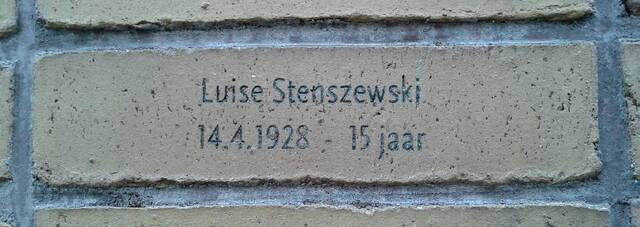 Luise Stenszewski
14.4.1928 - 15 jaar